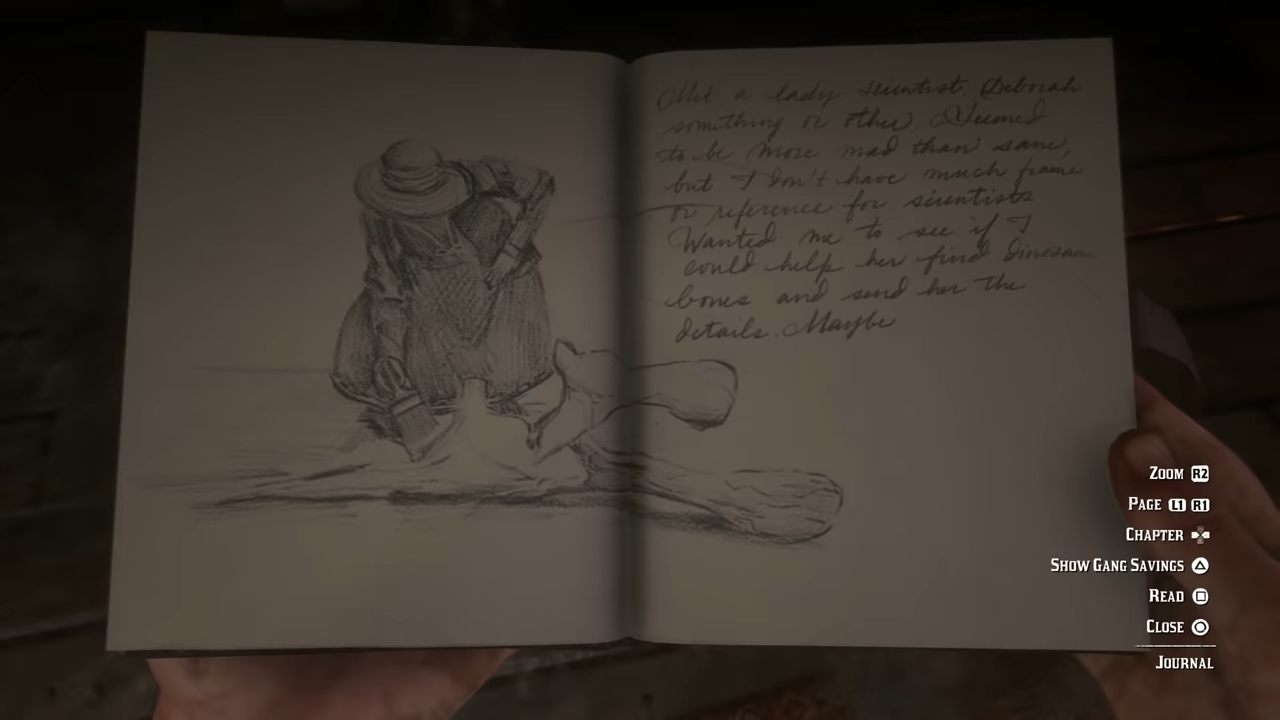 Met a lady scientist, Deborah
something or other. Seemed
to be more mad than sane,
but I don't have much frame
or reference for scientists
Wanted me to see if I
could help her find dinosaur
bones and send her the
details. Maybe
ZOOM R2
PAGE L1 R1
CHAPTER
SHOW GANG SAVINGS
READ
CLOSE
JOURNAL